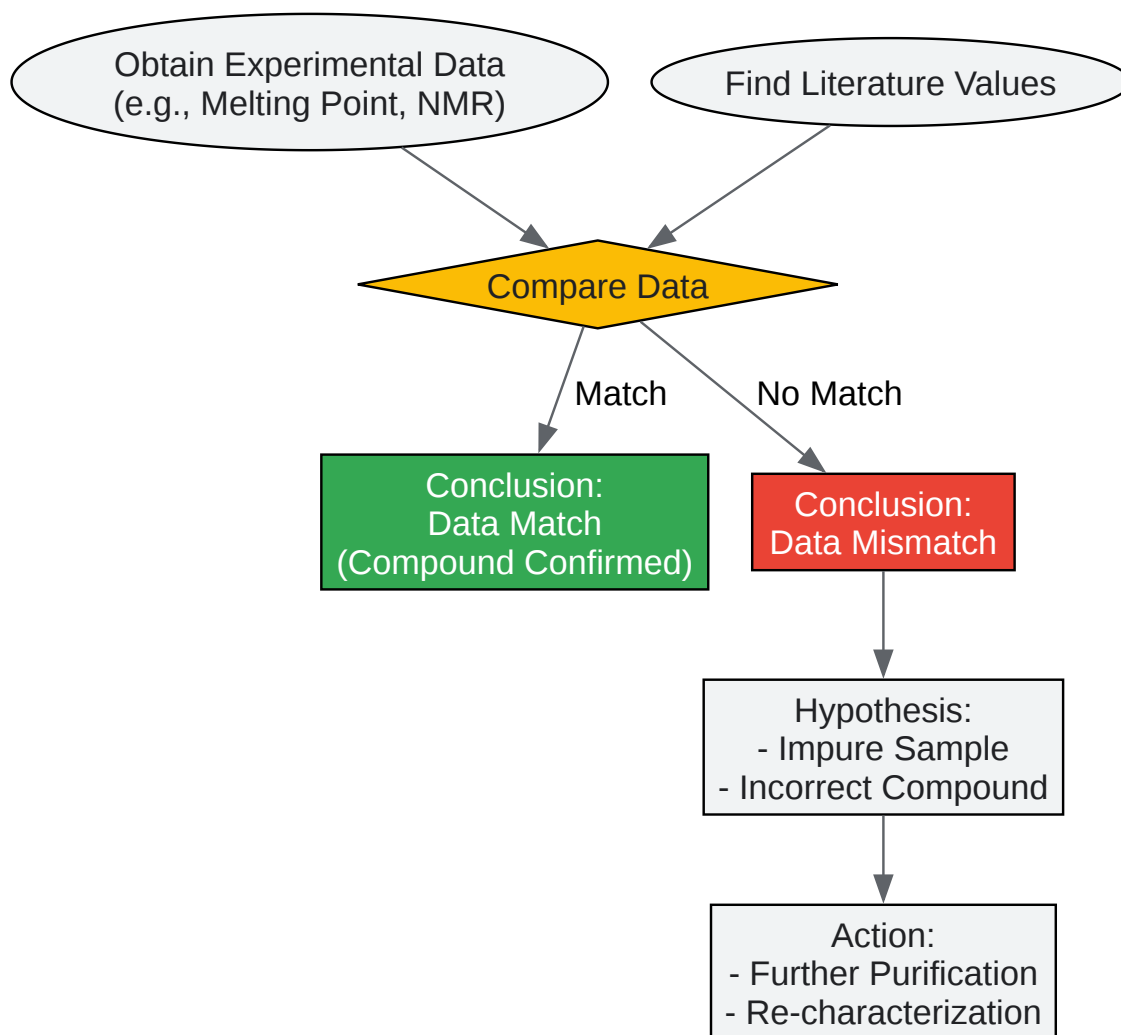 Obtain Experimental Data
(e.g., Melting Point, NMR)
Find Literature Values
Compare Data
Match
No Match
Conclusion:
Data Match
(Compound Confirmed)
Conclusion:
Data Mismatch
Hypothesis:
- Impure Sample
- Incorrect Compound
Action:
- Further Purification
- Re-characterization